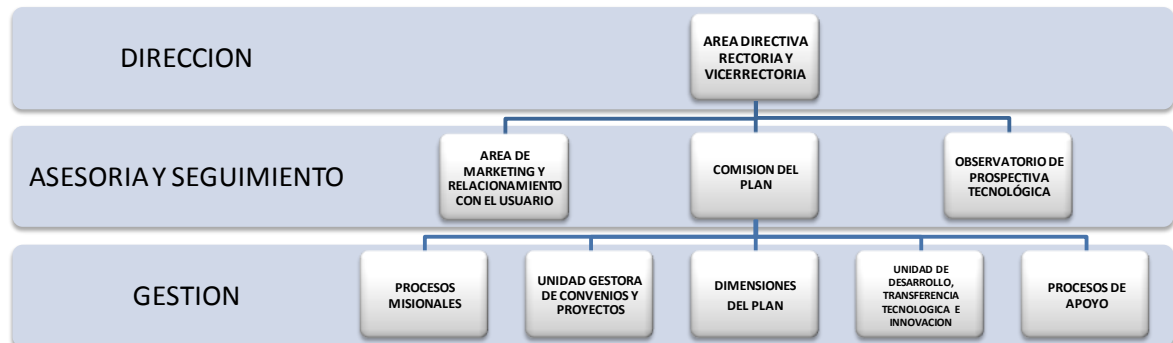 DIRECCION
AREA DIRECTIVA
RECTORIA Y
VICERRECTORIA
ASESORIA Y SEGUIMIENTO
AREA DE
MARKETING Y
RELACIONAMIENTO
CON EL USUARIO
COMISION DEL
PLAN
OBSERVATORIO DE
PROSPECTIVA
TECNOLÓGICA
GESTION
PROCESOS
MISIONALES
UNIDAD GESTORA
DE CONVENIOS Y
PROYECTOS
DIMENSIONES
DEL PLAN
UNIDAD DE
DESARROLLO,
TRANSFERENCIA
TECNOLOGICA E
INNOVACION
PROCESOS DE
APOYO